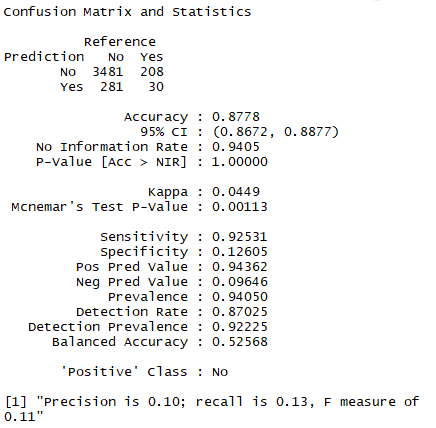 Confusion Matrix and Statistics
Reference
Prediction No Yes
No 3481 208
Yes 281 30
Accuracy : 0.8778
95% CI : (0.8672, 0.8877)
No Information Rate : 0.9405
P-Value [Acc > NIR] : 1.00000
Kappa : 0.0449
Mcnemar's Test P-Value : 0.00113
Sensitivity : 0.92531
Specificity : 0.12605
Pos Pred Value : 0.94362
Neg Pred Value : 0.09646
Prevalence : 0.94050
Detection Rate : 0.87025
Detection Prevalence : 0.92225
Balanced Accuracy : 0.52568
'Positive' Class : No
[1] "Precision is 0.10; recall is 0.13, F measure of
0.11"